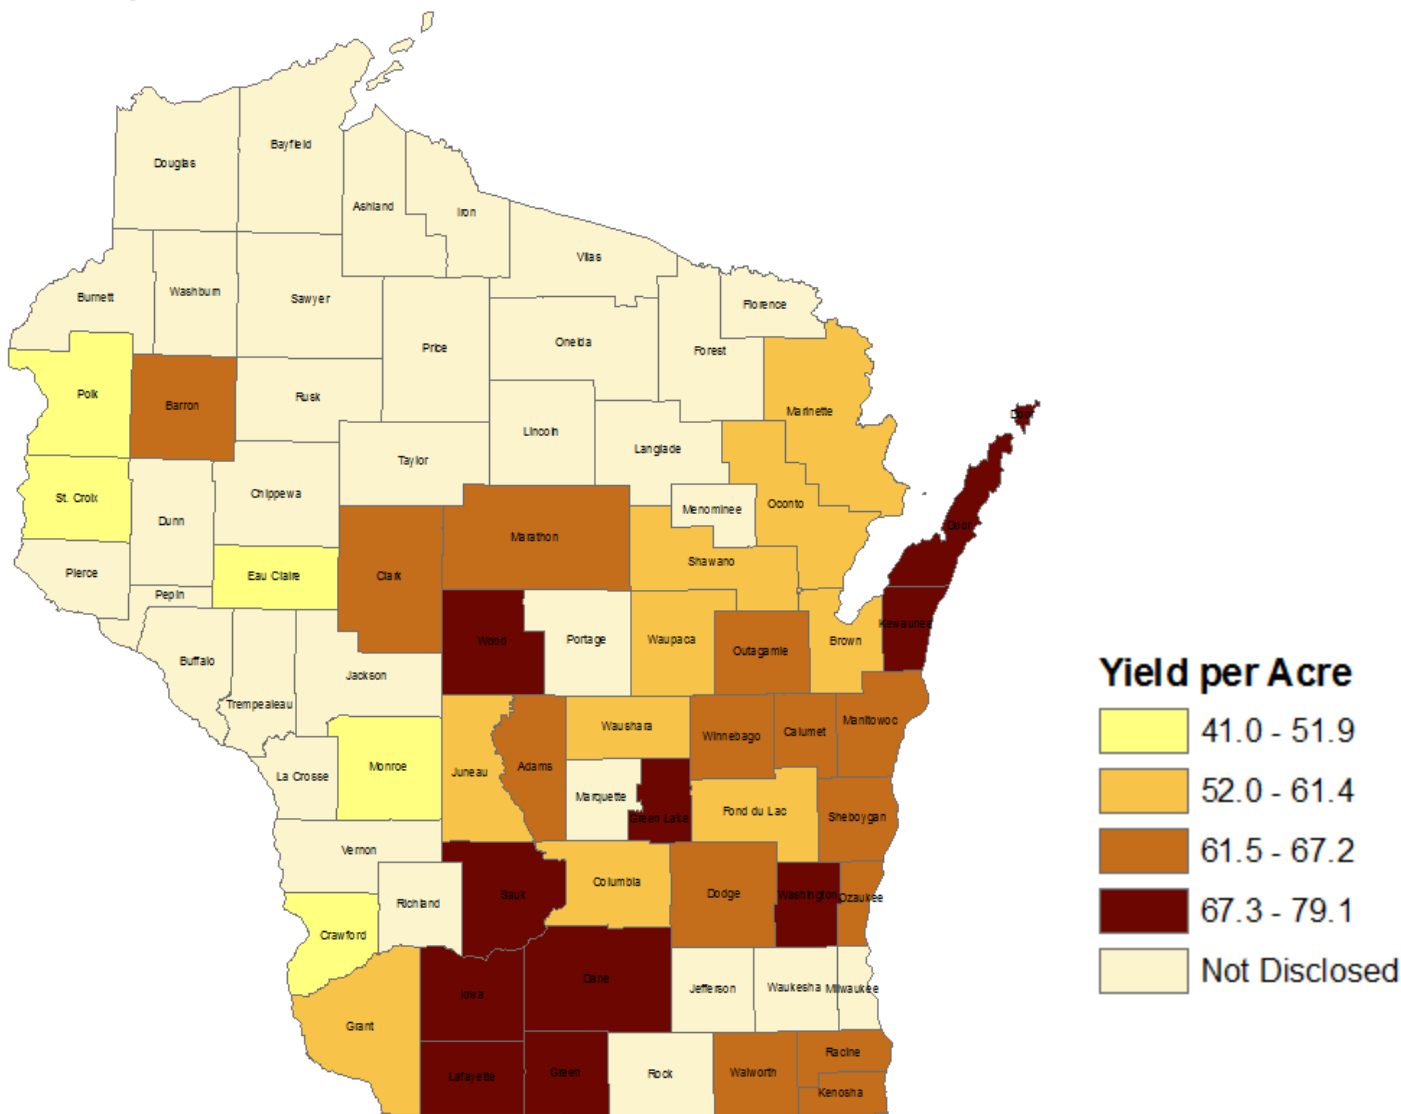 Bayfield
Douglas
Ashland
Iron
Vilas
Burnett
Washburn
Sawyer
Florence
Price
Oneida
Forest
Polk
Barron
Rusk
Marinette
Door
Lincoln
Langlade
Taylor
St. Croix
Chippewa
Dunn
Menominee
Oconto
Door
Marathon
Shawano
Pierce
Eau Claire
Clark
Pepin
Kewaunee
Wood
Portage
Waupaca
Outagamie
Brown
Buffalo
Jackson
Trempealeau
Yield per Acre
Waushara
Winnebago
Calumet
Manitowoc
41.0 - 51.9
La Crosse
Monroe
Juneau
Adams
Marquette
52.0 - 61.4
Green Lake
Fond du Lac
Sheboygan
Vernon
61.5 - 67.2
Richland
Sauk
Columbia
Dodge
Washington
Ozaukee
67.3 - 79.1
Crawford
Not Disclosed
Iowa
Dane
Jefferson
Waukesha
Milwaukee
Grant
Lafayette
Green
Rock
Walworth
Racine
Kenosha